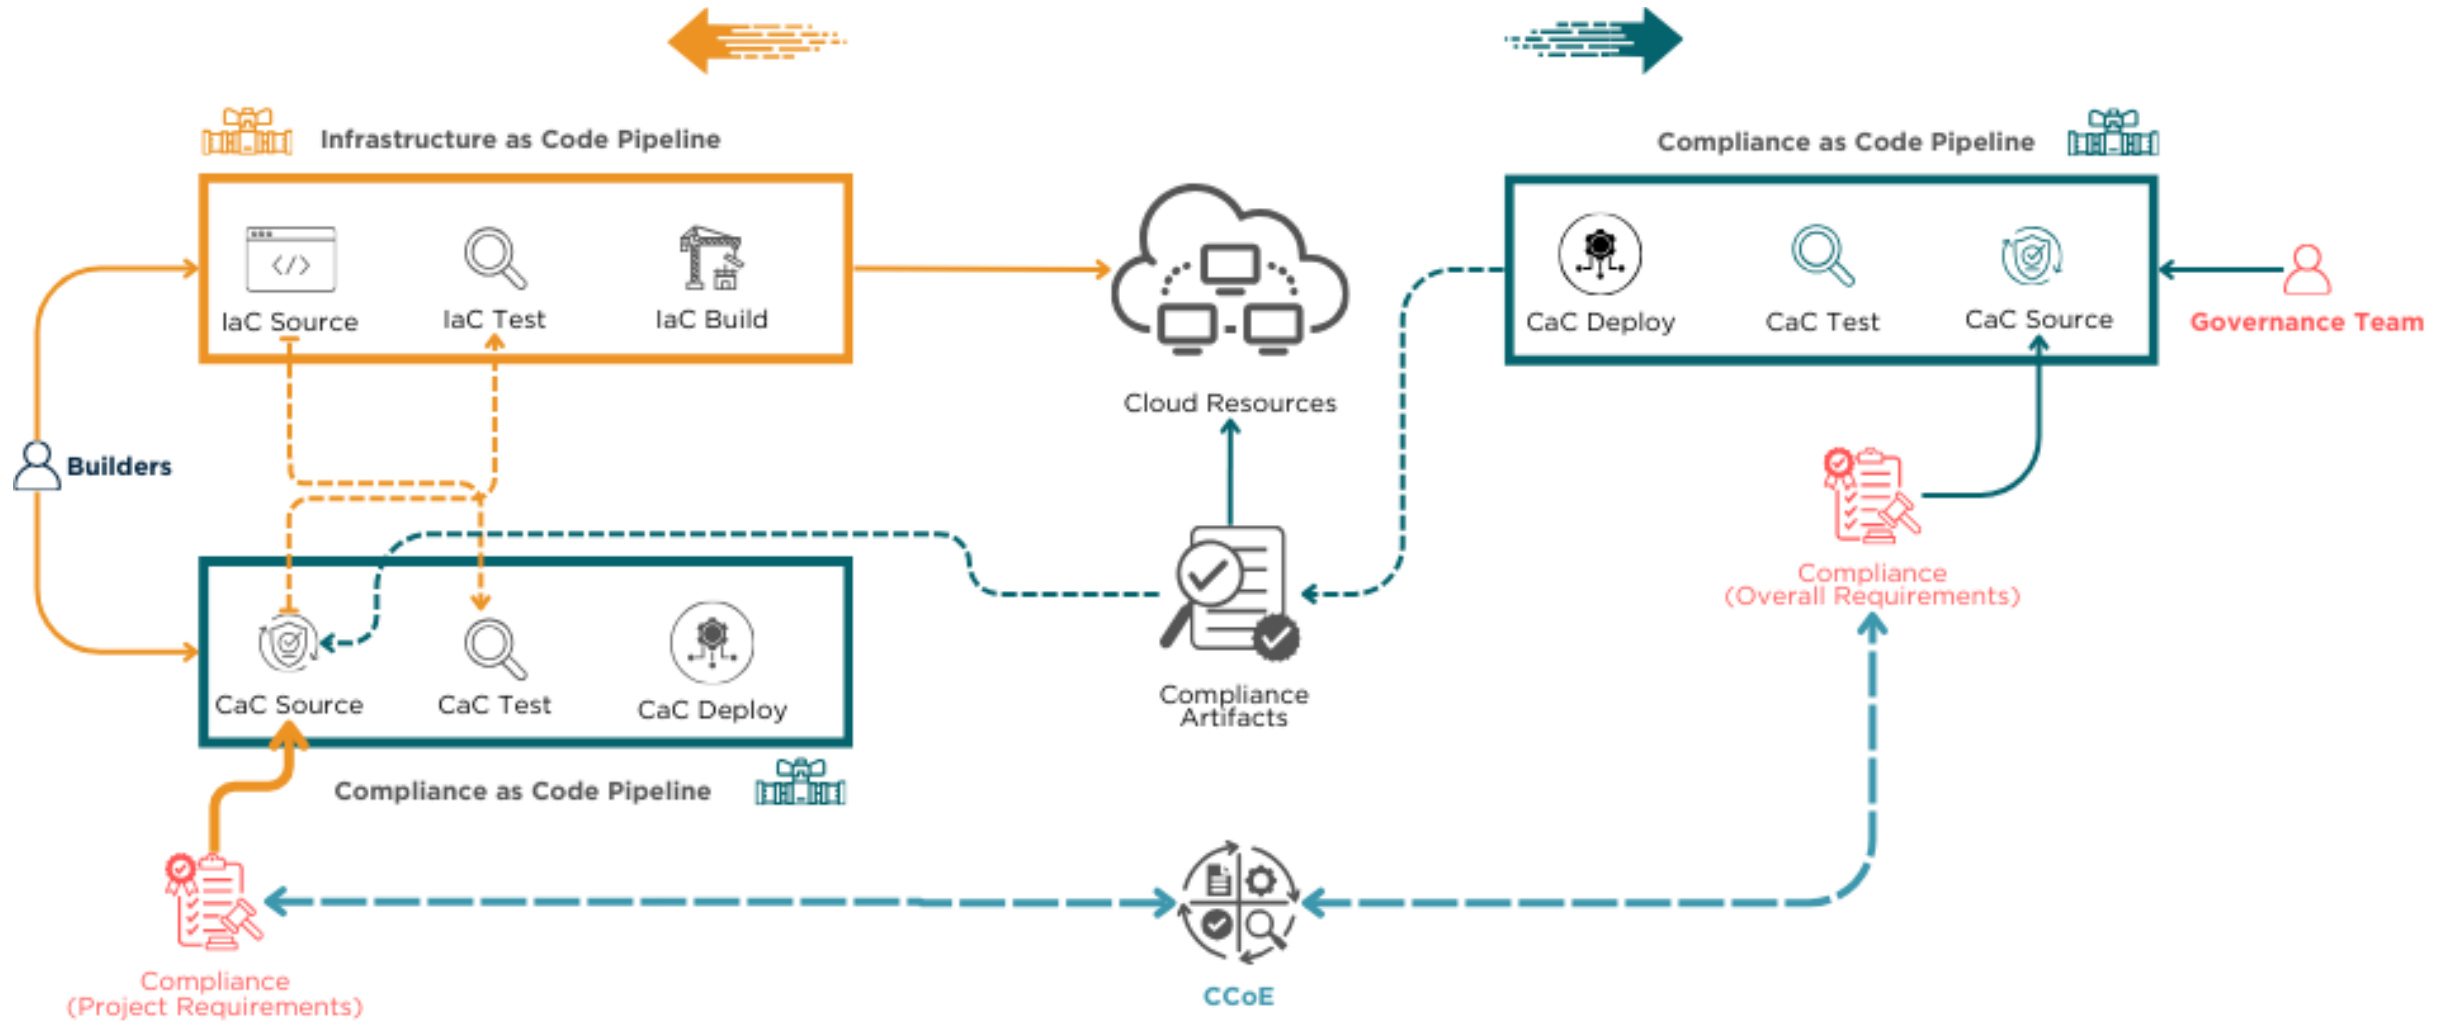 Infrastructure as Code Pipeline
Compliance as Code Pipeline
IaC Source
IaC Test
IaC Build
CaC Deploy
CaC Test
CaC Source
Governance Team
Cloud Resources
Builders
Compliance
(Overall Requirements)
CaC Source
CaC Test
CaC Deploy
Compliance
Artifacts
Compliance as Code Pipeline
Compliance
(Project Requirements)
CCoE